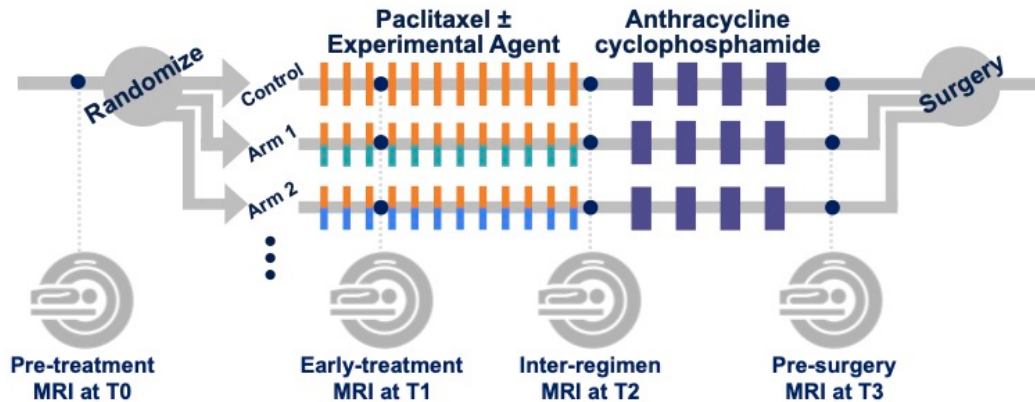 Paclitaxel ±
Experimental Agent
Anthracycline
cyclophosphamide
Randomize
Control
Arm 1
Arm 2
Surgery
Pre-treatment
MRI at T0
Early-treatment
MRI at T1
Inter-regimen
MRI at T2
Pre-surgery
MRI at T3